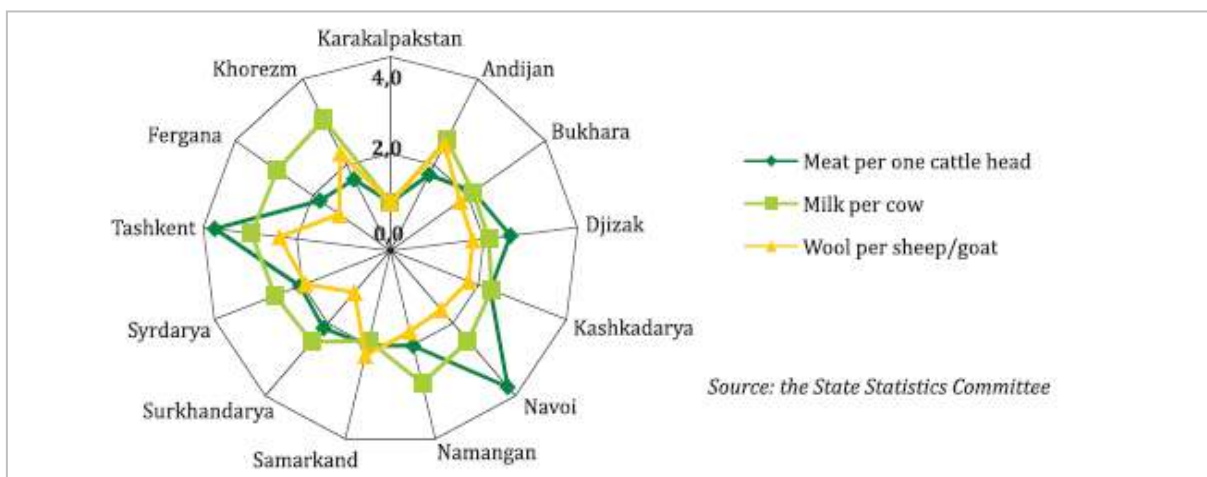 Karakalpakstan
Khorezm
4,0
Andijan
Fergana
2,0
Bukhara
Meat per one cattle head
Milk per cow
Tashkent
0,0
Djizak
Wool per sheep/goat
Syrdarya
Kashkadarya
Source: the State Statistics Committee
Surkhandarya
Navoi
Samarkand
Namangan